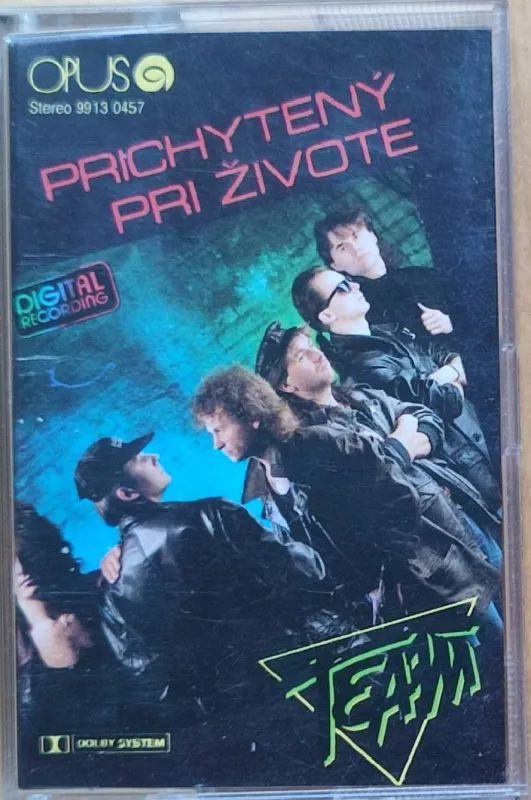 OPUS
Stereo 9913 0457
PRICHYTENÝ
PRI ŽIVOTE
DIGITAL
RECORDING
TEAM
DOLBY SYSTEM